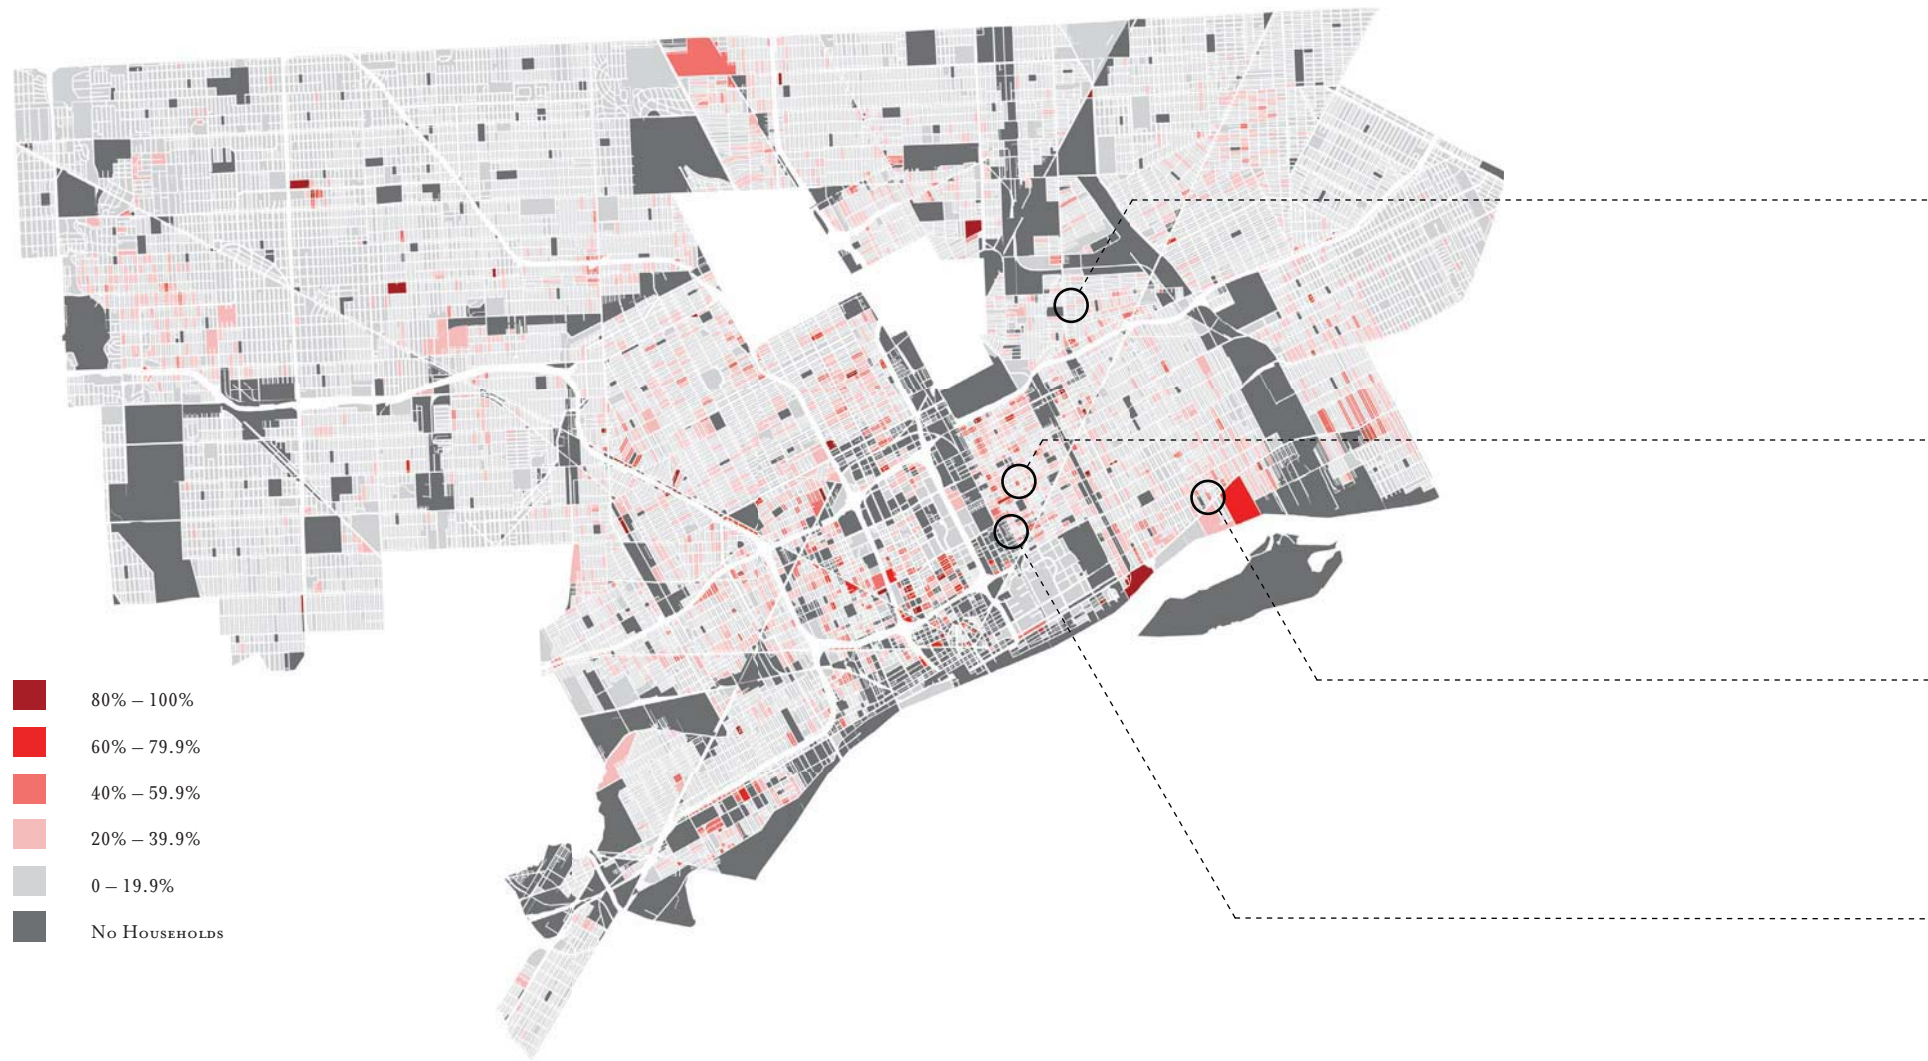 80% – 100%
60% – 79.9%
40% – 59.9%
20% – 39.9%
0 – 19.9%
No Households